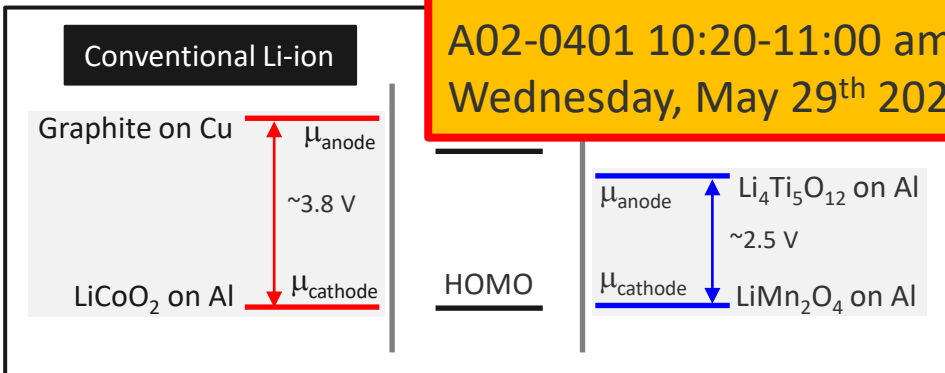 Conventional Li-ion
A02-0401 10:20-11:00 am
Wednesday, May 29th 202
Graphite on Cu
μanode
~3.8 V
LiCoO2 on Al
μcathode
HOMO
μanode
Li4Ti5O12 on Al
~2.5 V
μcathode
LiMn2O4 on Al